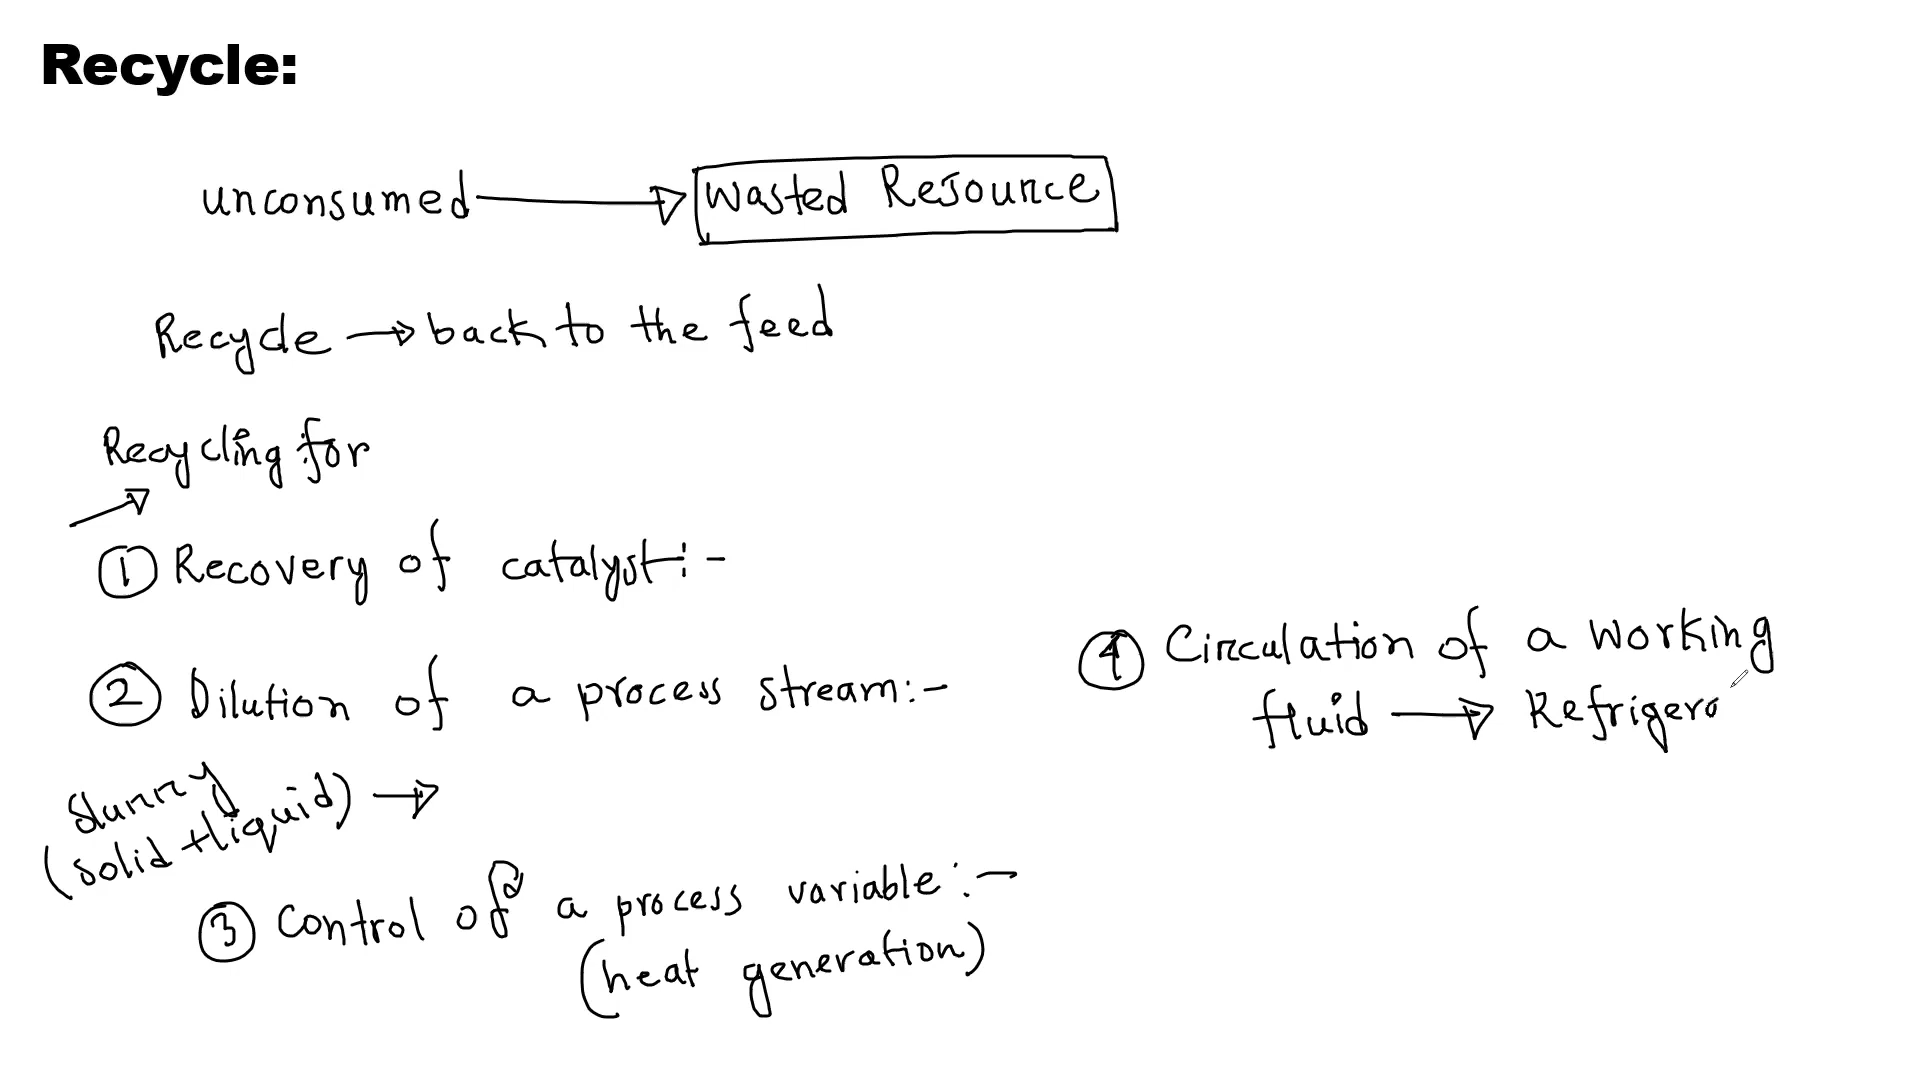 Recycle:
unconsumed → Wasted Resource
Recycle → back to the feed
Recycling for
① Recovery of catalyst:-
② Dilution of a process stream:-
slurry
(solid + liquid) →
③ Control of a process variable:-
(heat generation)
④ Circulation of a working
fluid → Refrigera